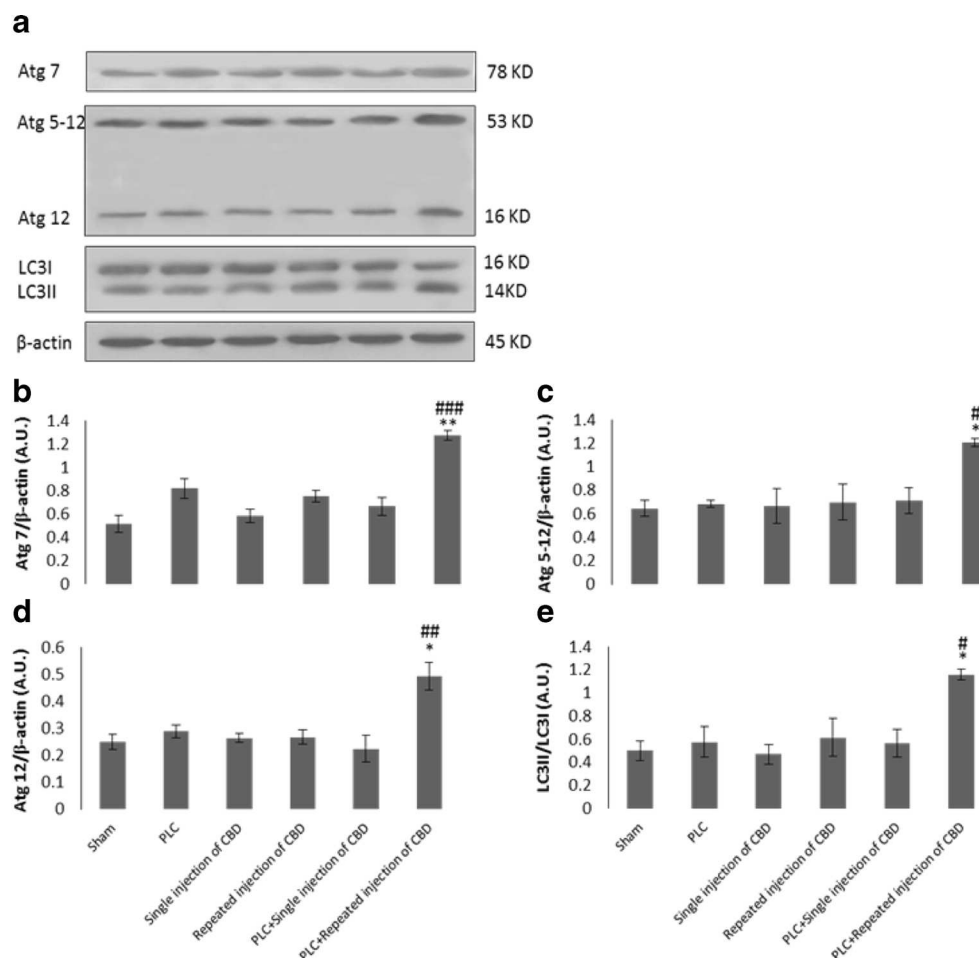 a
Atg 7 78 KD
Atg 5-12 53 KD
Atg 12 16 KD
LC3I 16 KD
LC3II 14KD
β-actin 45 KD
b
Atg 7/β-actin (A.U.)
1.4
1.2
1
0.8
0.6
0.4
0.2
0
###
**
c
Atg 5-12/β-actin (A.U.)
1.4
1.2
1
0.8
0.6
0.4
0.2
0
#
*
d
Atg 12/β-actin (A.U.)
0.6
0.5
0.4
0.3
0.2
0.1
0
##
*
Sham
PLC
Single injection of CBD
Repeated injection of CBD
PLC+Single injection of CBD
PLC+Repeated injection of CBD
e
LC3II/LC3I (A.U.)
1.4
1.2
1
0.8
0.6
0.4
0.2
0
#
*
Sham
PLC
Single injection of CBD
Repeated injection of CBD
PLC+Single injection of CBD
PLC+Repeated injection of CBD